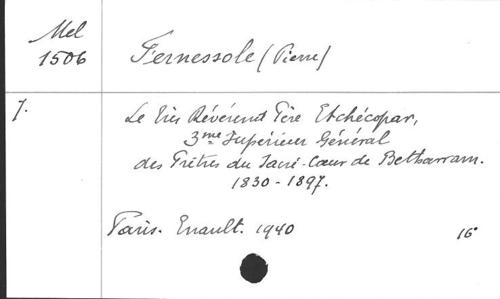 Mel
1506
Fernessole (Pierre)
7.
Le Très Révérend Père Etchécopar,
3me Supérieur Général
des Prêtres du Sacré-Cœur de Betharram.
1830-1897.
Paris. Enault. 1940
16°